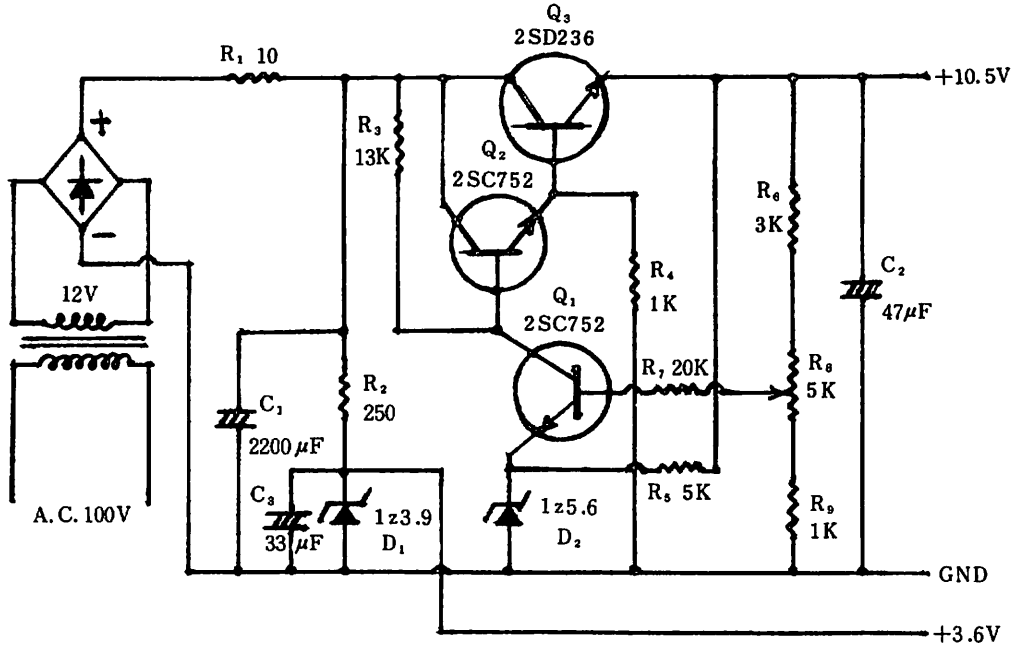 Q₃
2SD236
R₁ 10
+10.5V
+
R₃
13K
Q₂
2SC752
R₆
3K
−
R₄
1K
C₂
47μF
12V
Q₁
2SC752
R₇ 20K
R₈
5K
R₂
250
C₁
2200μF
R₅ 5K
C₃
33μF
1z3.9
D₁
1z5.6
D₂
R₉
1K
A.C.100V
GND
+3.6V